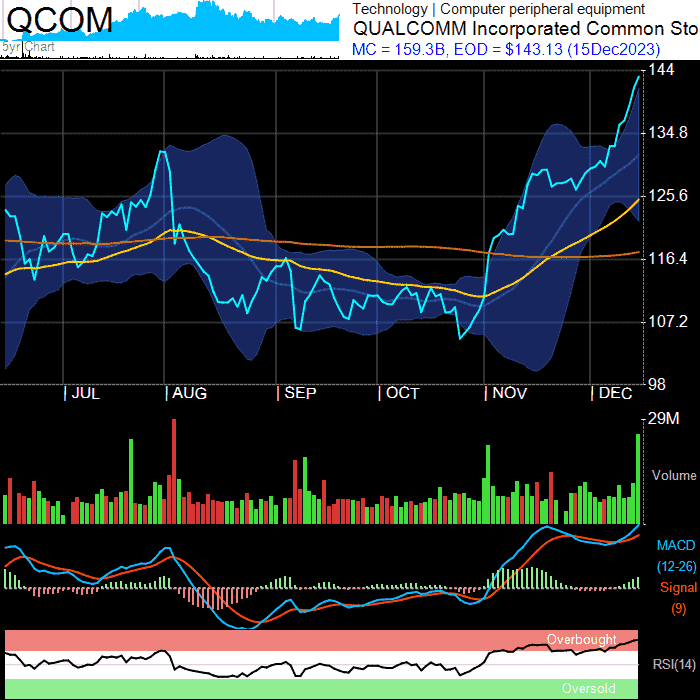 QCOM
5yr Chart
Technology | Computer peripheral equipment
QUALCOMM Incorporated Common Sto
MC = 159.3B, EOD = $143.13 (15Dec2023)
144
134.8
125.6
116.4
107.2
98
| JUL | AUG | SEP | OCT | NOV | DEC
29M
Volume
MACD
(12-26)
Signal
(9)
Overbought
RSI(14)
Oversold